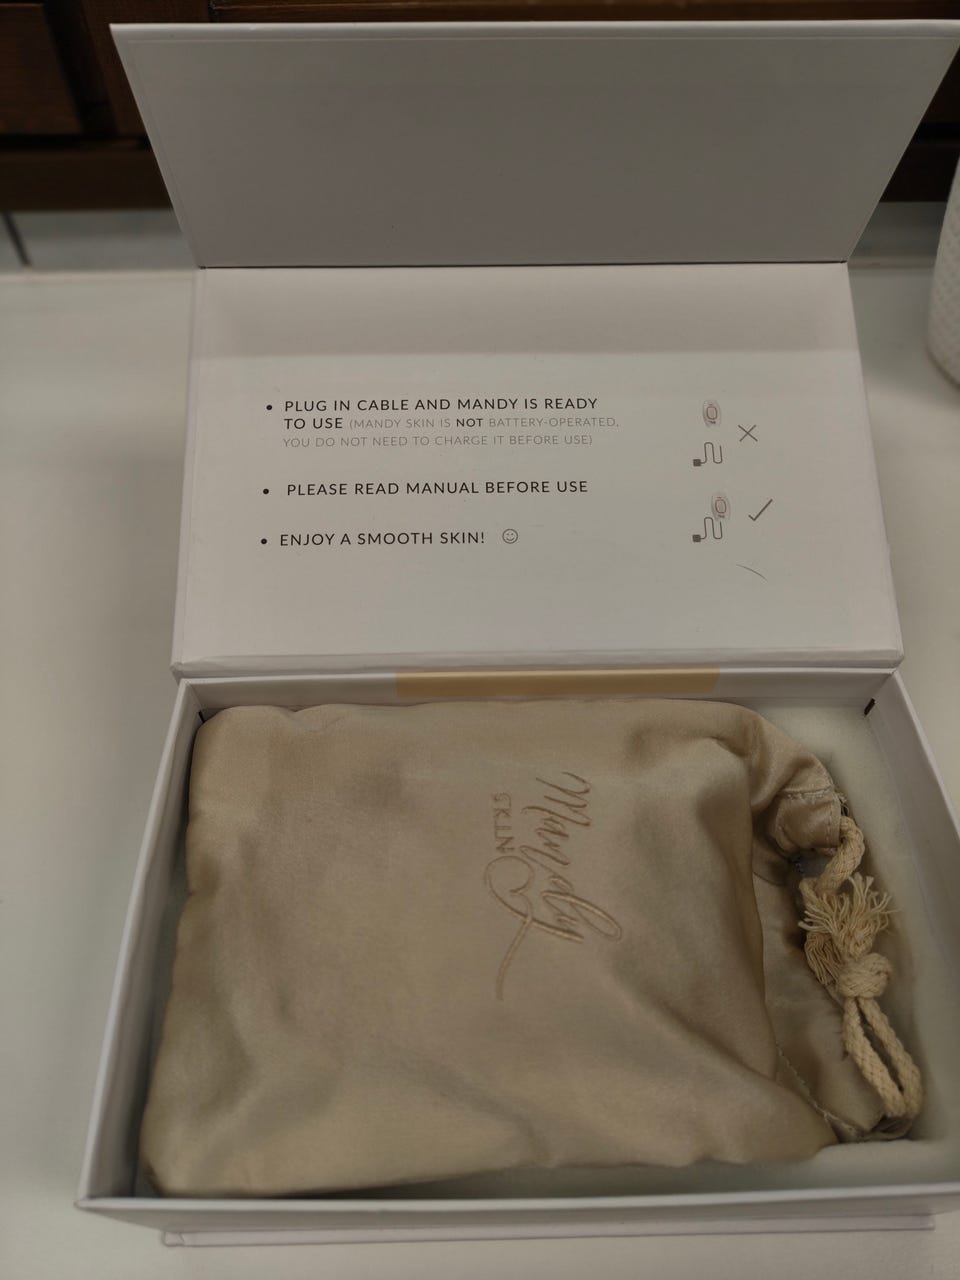 • PLUG IN CABLE AND MANDY IS READY
TO USE (MANDY SKIN IS NOT BATTERY-OPERATED,
YOU DO NOT NEED TO CHARGE IT BEFORE USE)
• PLEASE READ MANUAL BEFORE USE
• ENJOY A SMOOTH SKIN! ☺
Mandy
SKIN